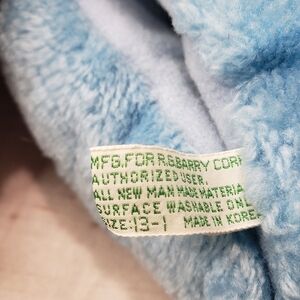 MFG. FOR R.G. BARRY CORP
AUTHORIZED USER.
ALL NEW MAN MADE MATERIA
SURFACE WASHABLE ONL
SIZE: 13-1 MADE IN KOREA